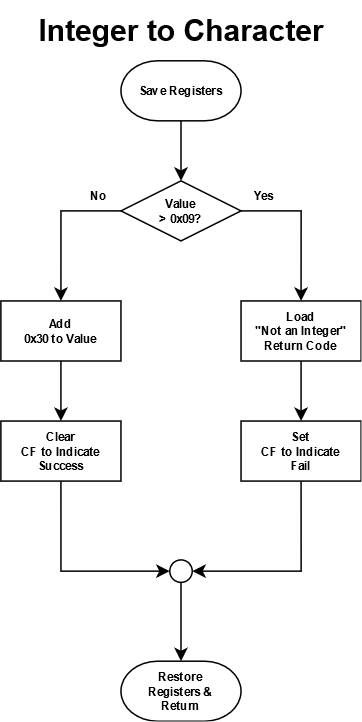 Integer to Character
Save Registers
Value
> 0x09?
No
Yes
Add
0x30 to Value
Load
"Not an Integer"
Return Code
Clear
CF to Indicate
Success
Set
CF to Indicate
Fail
Restore
Registers &
Return